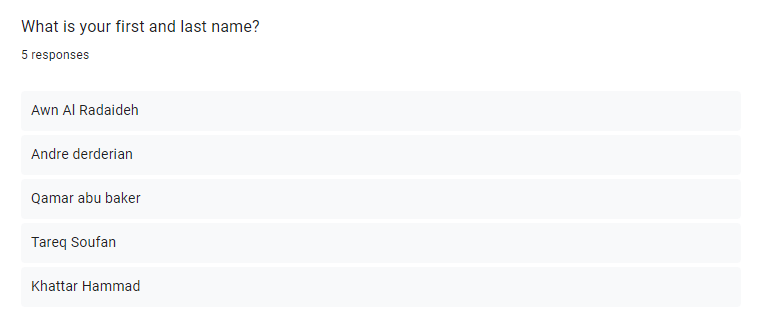 What is your first and last name?
5 responses
Awn Al Radaideh
Andre derderian
Qamar abu baker
Tareq Soufan
Khattar Hammad